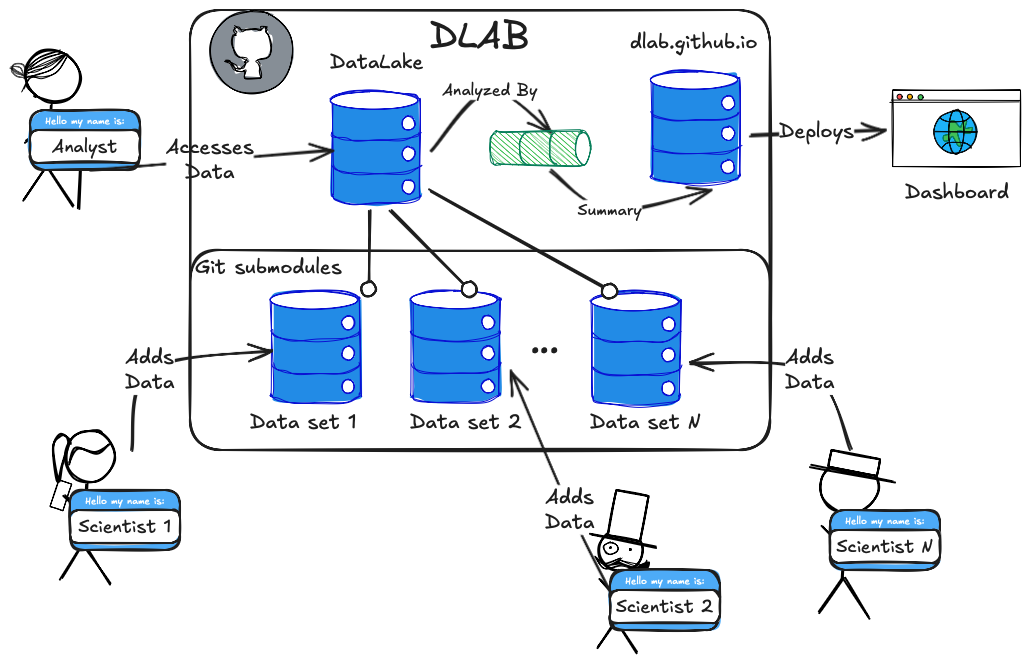 DLAB
dlab.github.io
DataLake
Analyzed By
Hello my name is:
Analyst
Accesses
Data
Deploys
Dashboard
Summary
Git submodules
Adds
Data
...
Adds
Data
Data set 1
Data set 2
Data set N
Hello my name is:
Scientist 1
Adds
Data
Hello my name is:
Scientist N
Hello my name is:
Scientist 2